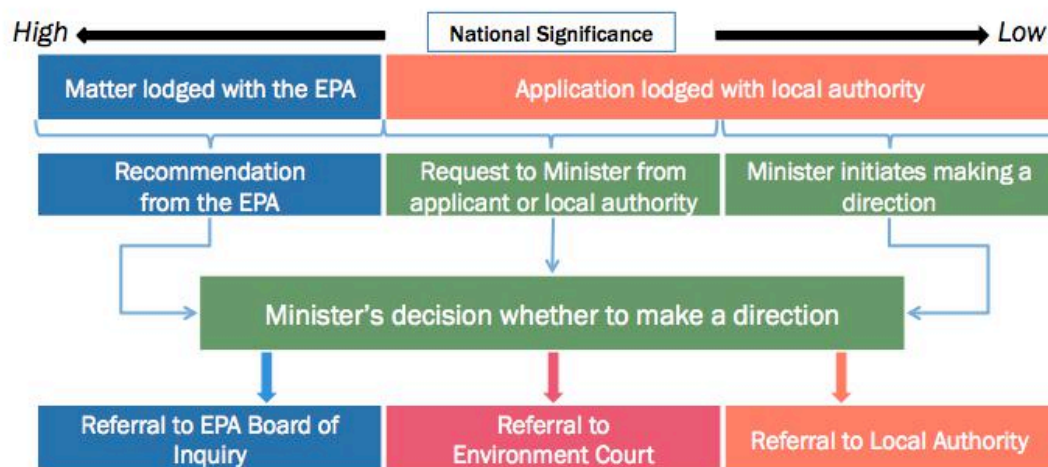 High
National Significance
Low
Matter lodged with the EPA
Application lodged with local authority
Recommendation
from the EPA
Request to Minister from
applicant or local authority
Minister initiates making a
direction
Minister's decision whether to make a direction
Referral to EPA Board of
Inquiry
Referral to
Environment Court
Referral to Local Authority